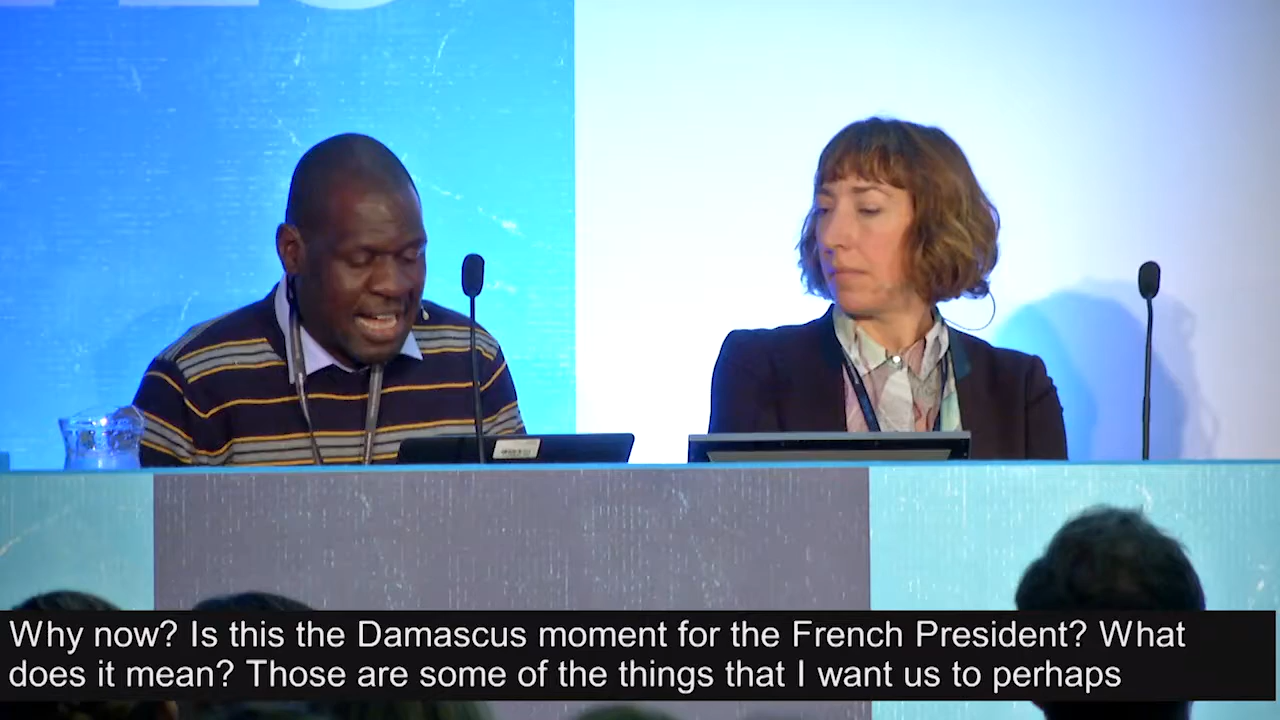 Why now? Is this the Damascus moment for the French President? What
does it mean? Those are some of the things that I want us to perhaps